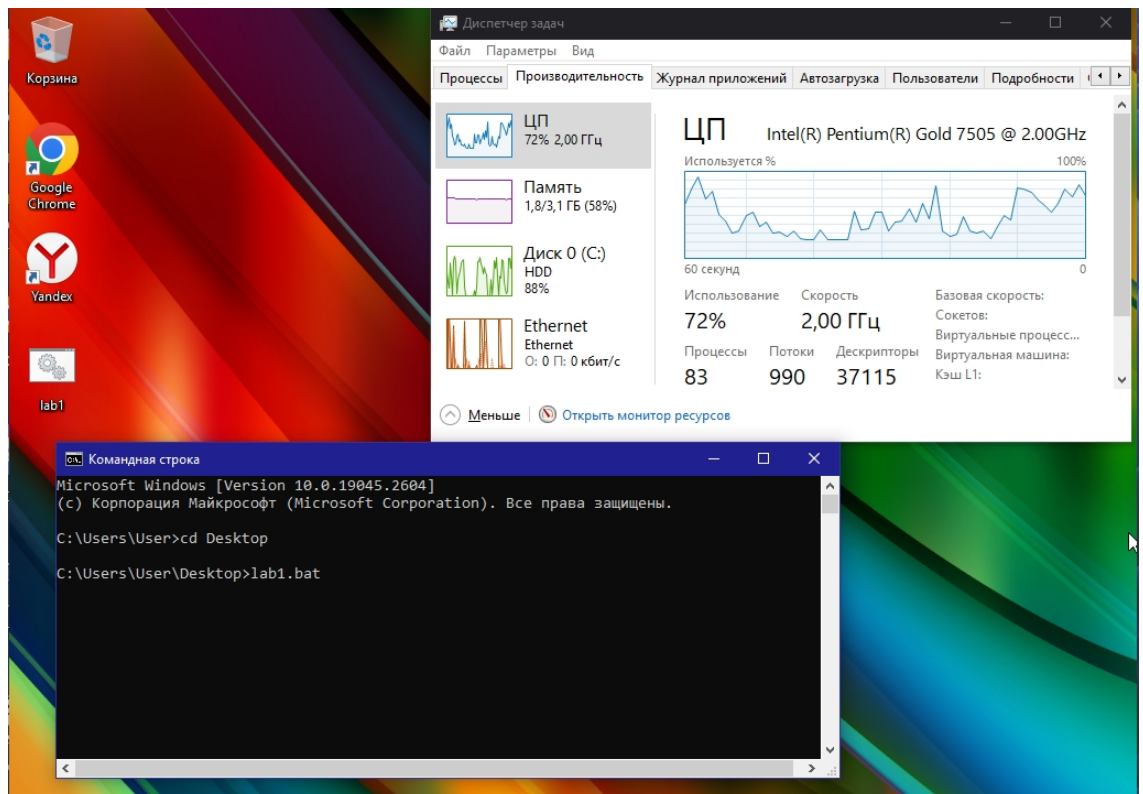 Корзина
Google
Chrome
Yandex
lab1
Диспетчер задач
Файл Параметры Вид
Процессы Производительность Журнал приложений Автозагрузка Пользователи Подробности
ЦП
72% 2,00 ГГц
Память
1,8/3,1 ГБ (58%)
Диск 0 (C:)
HDD
88%
Ethernet
Ethernet
О: 0 П: 0 кбит/с
ЦП Intel(R) Pentium(R) Gold 7505 @ 2.00GHz
Используется % 100%
60 секунд 0
Использование Скорость
72% 2,00 ГГц
Процессы Потоки Дескрипторы
83 990 37115
Базовая скорость:
Сокетов:
Виртуальные процесс...
Виртуальная машина:
Кэш L1:
Меньше Открыть монитор ресурсов
Командная строка
Microsoft Windows [Version 10.0.19045.2604]
(c) Корпорация Майкрософт (Microsoft Corporation). Все права защищены.
C:\Users\User>cd Desktop
C:\Users\User\Desktop>lab1.bat